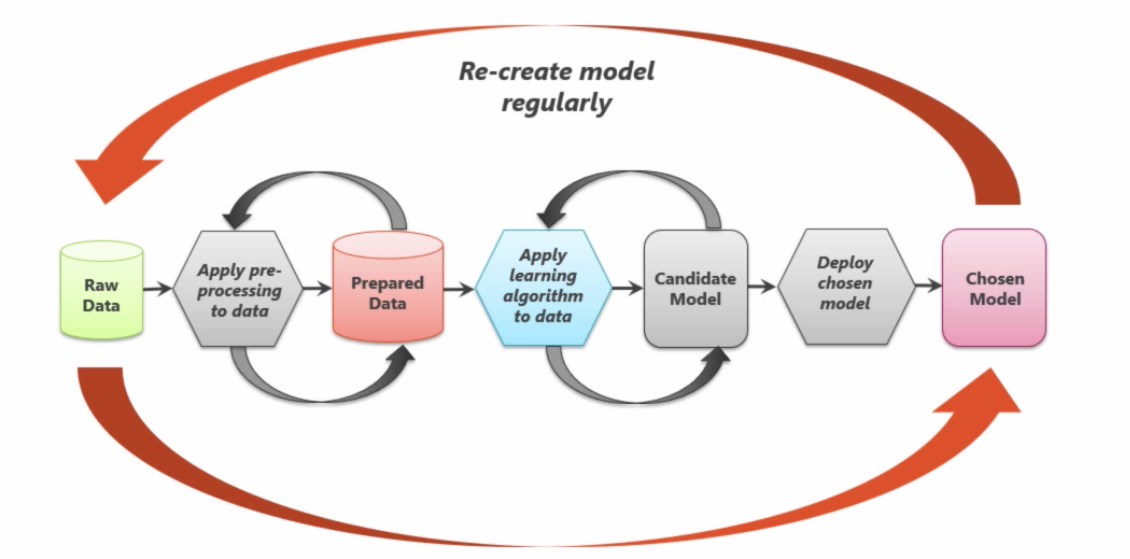 Re-create model
regularly
Raw
Data
Apply pre-
processing
to data
Prepared
Data
Apply
learning
algorithm
to data
Candidate
Model
Deploy
chosen
model
Chosen
Model